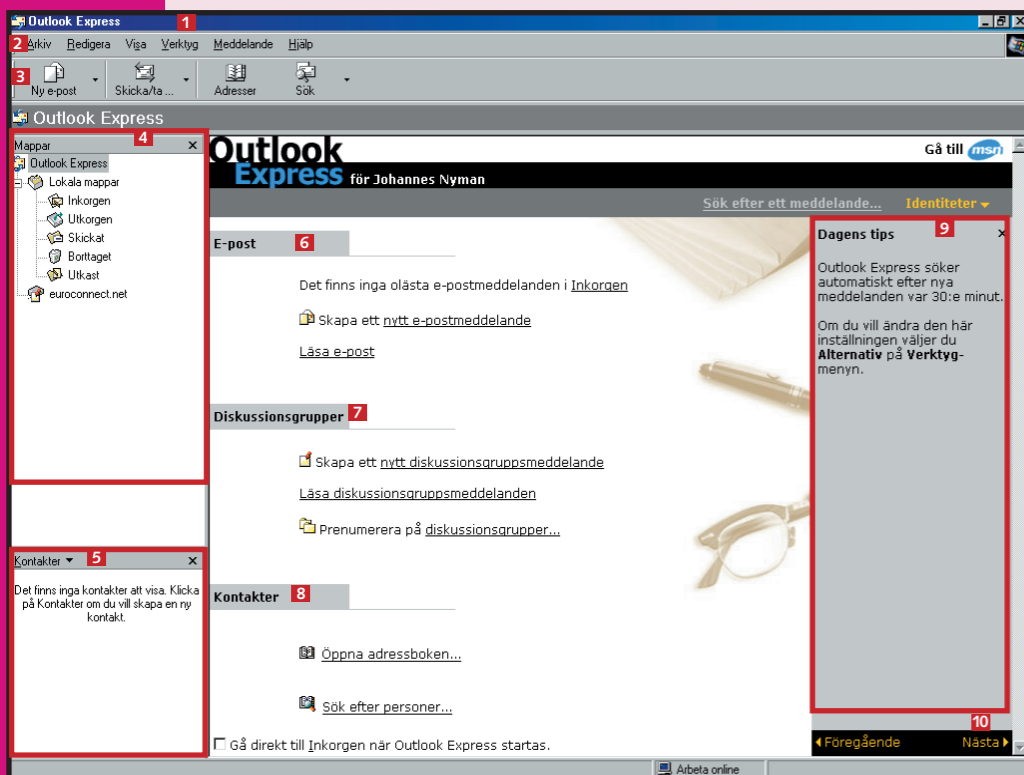 Outlook Express 1
2 Arkiv Redigera Visa Verktyg Meddelande Hjälp
3 Ny e-post Skicka/ta ... Adresser Sök
Outlook Express
4
Mappar
Outlook Express
Lokala mappar
Inkorgen
Utkorgen
Skickat
Borttaget
Utkast
euroconnect.net
Kontakter 5
Det finns inga kontakter att visa. Klicka
på Kontakter om du vill skapa en ny
kontakt.
Outlook
Express för Johannes Nyman
Gå till msn
Sök efter ett meddelande... Identiteter
E-post 6
Det finns inga olästa e-postmeddelanden i Inkorgen
Skapa ett nytt e-postmeddelande
Läsa e-post
Diskussionsgrupper 7
Skapa ett nytt diskussionsgruppsmeddelande
Läsa diskussionsgruppsmeddelanden
Prenumerera på diskussionsgrupper...
Kontakter 8
Öppna adressboken...
Sök efter personer...
Gå direkt till Inkorgen när Outlook Express startas.
Dagens tips 9
Outlook Express söker
automatiskt efter nya
meddelanden var 30:e minut.
Om du vill ändra den här
inställningen väljer du
Alternativ på Verktyg-
menyn.
10
Föregående Nästa
Arbeta online